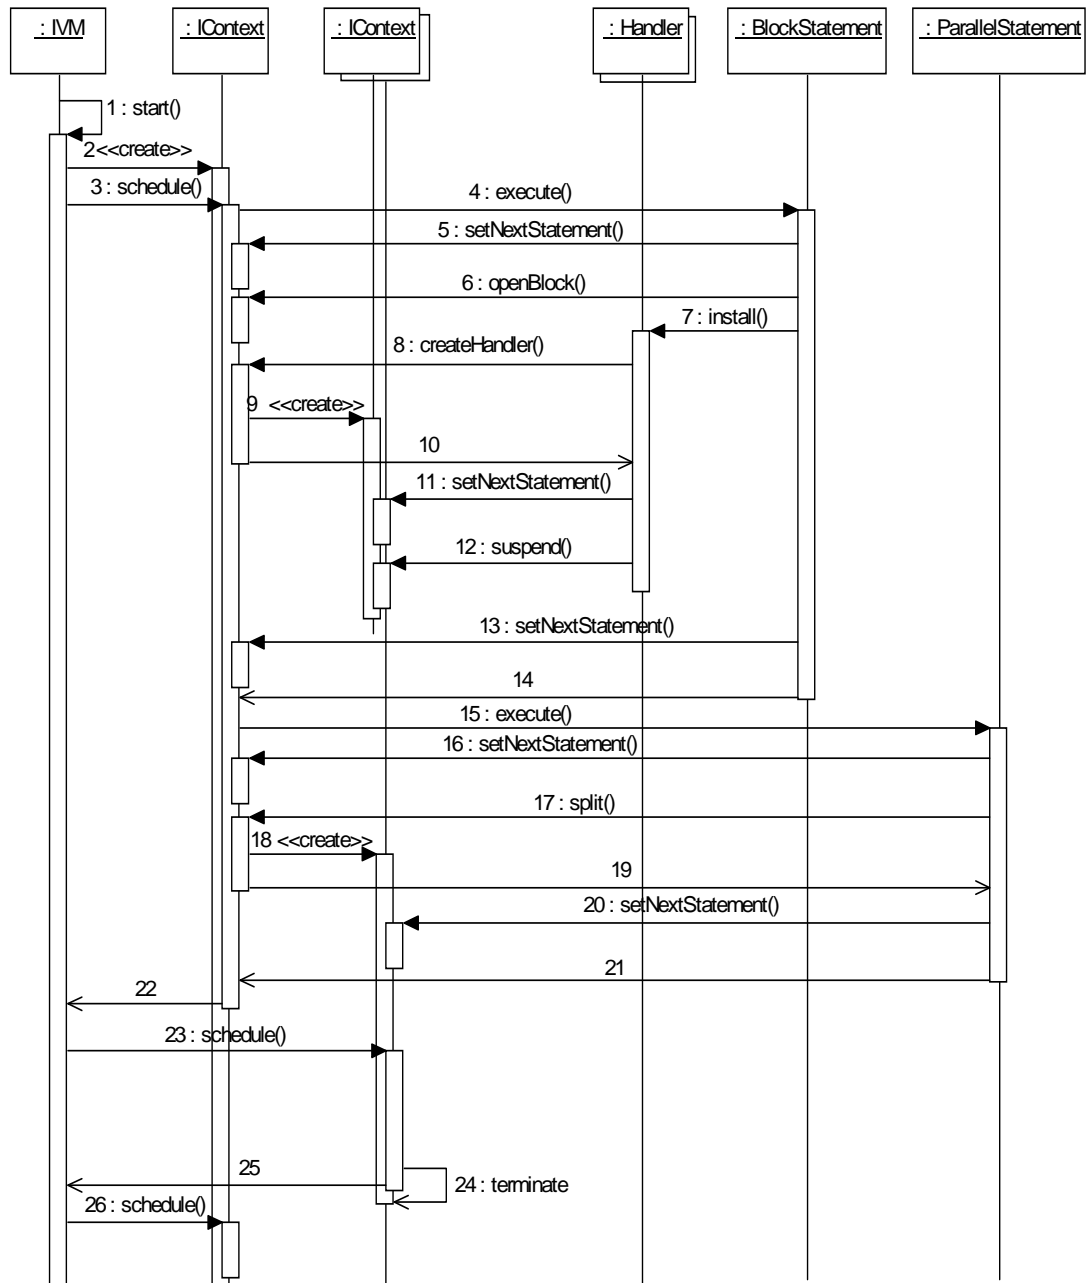 : IVM
: IContext
: IContext
: Handler
: BlockStatement
: ParallelStatement
1 : start()
2<<create>>
3 : schedule()
4 : execute()
5 : setNextStatement()
6 : openBlock()
7 : install()
8 : createHandler()
9 <<create>>
10
11 : setNextStatement()
12 : suspend()
13 : setNextStatement()
14
15 : execute()
16 : setNextStatement()
17 : split()
18 <<create>>
19
20 : setNextStatement()
21
22
23 : schedule()
25
24 : terminate
26 : schedule()